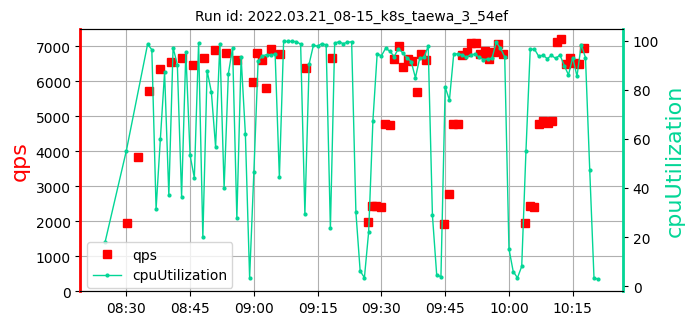 Run id: 2022.03.21_08-15_k8s_taewa_3_54ef
7000
6000
5000
4000
3000
2000
1000
0
qps
100
80
60
40
20
0
cpuUtilization
qps
cpuUtilization
08:30 08:45 09:00 09:15 09:30 09:45 10:00 10:15